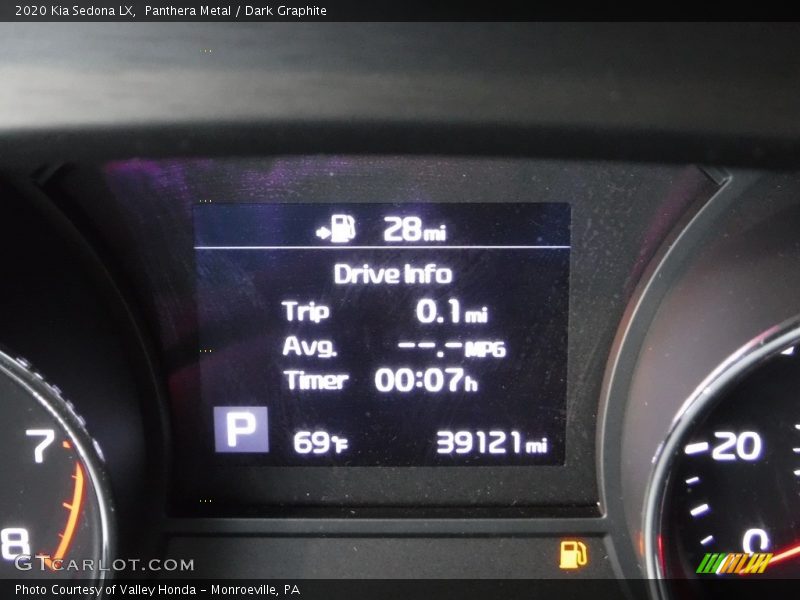 2020 Kia Sedona LX, Panthera Metal / Dark Graphite
28mi
Drive Info
Trip 0.1mi
Avg. --.-MPG
Timer 00:07h
P 69°F 39121mi
7
8
20
0
GTCARLOT.COM
Photo Courtesy of Valley Honda - Monroeville, PA